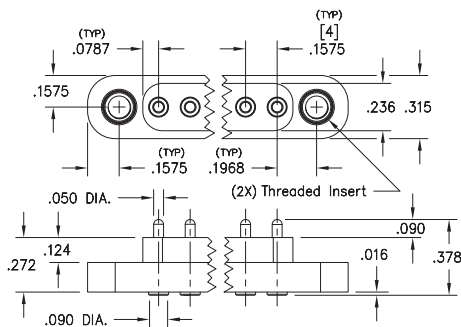 (TYP)
.0787
(TYP)
[4]
.1575
.1575
.236 .315
(TYP)
.1575
(TYP)
.1968
(2X) Threaded Insert
.050 DIA.
.090
.124
.016
.272
.378
.090 DIA.